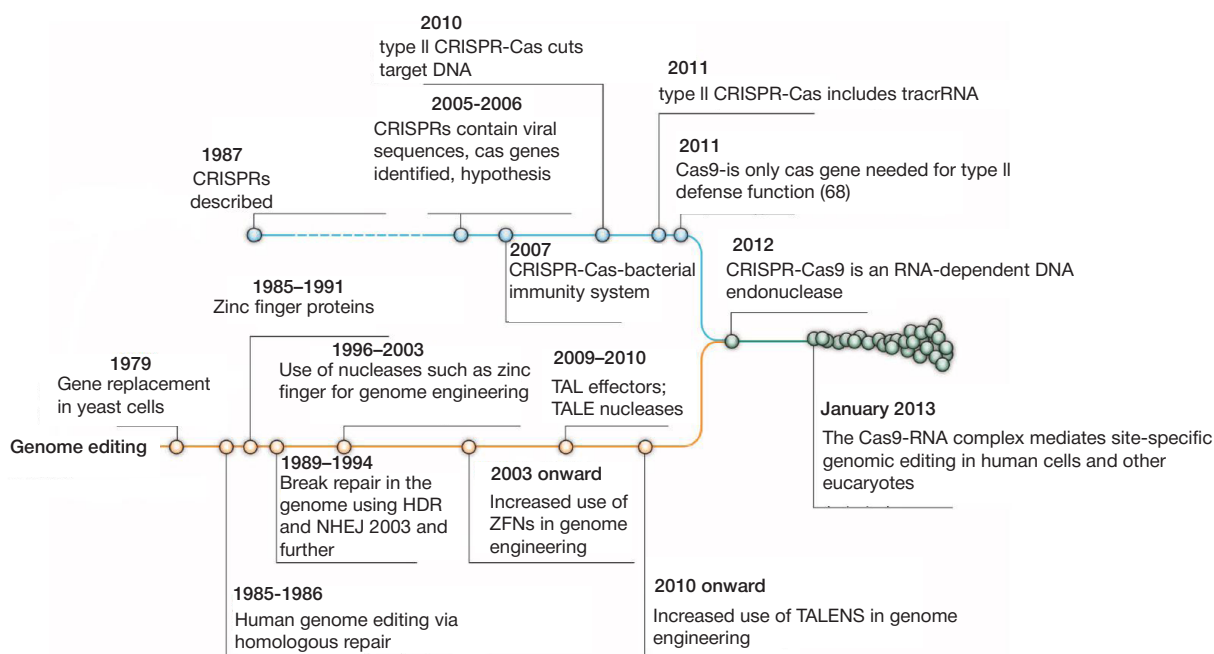 2010
type II CRISPR-Cas cuts
target DNA
2011
type II CRISPR-Cas includes tracrRNA
2005-2006
CRISPRs contain viral
sequences, cas genes
identified, hypothesis
2011
Cas9-is only cas gene needed for type II
defense function (68)
1987
CRISPRs
described
2007
CRISPR-Cas-bacterial
immunity system
2012
CRISPR-Cas9 is an RNA-dependent DNA
endonuclease
1985–1991
Zinc finger proteins
1979
Gene replacement
in yeast cells
1996–2003
Use of nucleases such as zinc
finger for genome engineering
2009–2010
TAL effectors;
TALE nucleases
January 2013
The Cas9-RNA complex mediates site-specific
genomic editing in human cells and other
eucaryotes
Genome editing
1989–1994
Break repair in the
genome using HDR
and NHEJ 2003 and
further
2003 onward
Increased use of
ZFNs in genome
engineering
1985-1986
Human genome editing via
homologous repair
2010 onward
Increased use of TALENS in genome
engineering